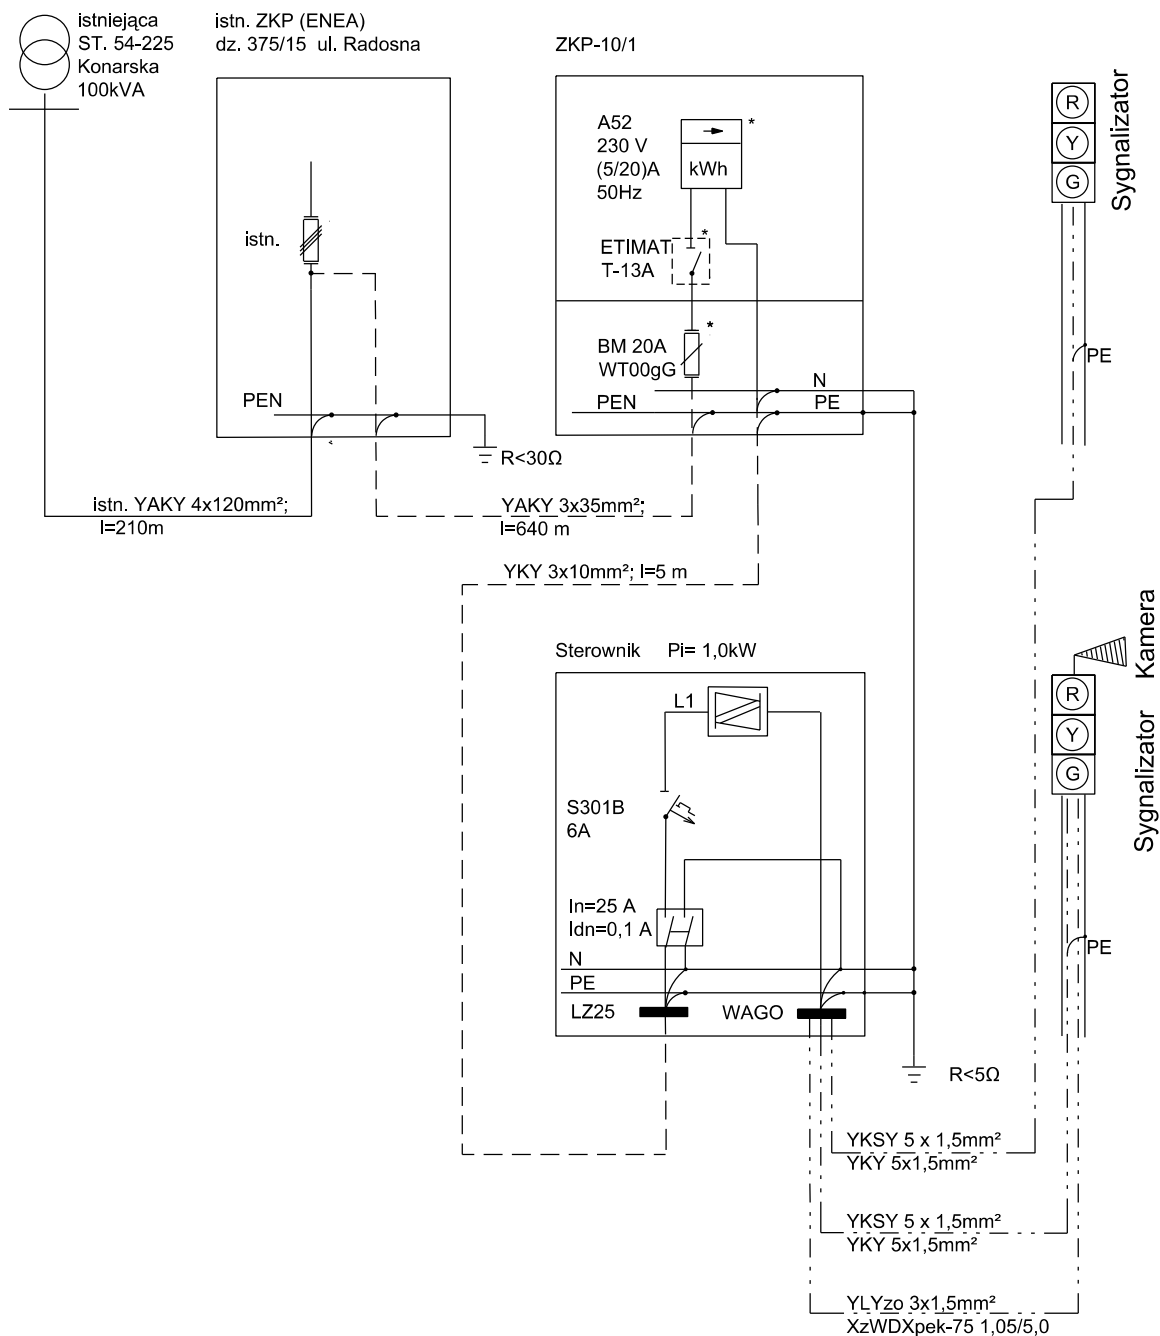 istniejąca
ST. 54-225
Konarska
100kVA
istn. ZKP (ENEA)
dz. 375/15 ul. Radosna
istn.
PEN
R<30Ω
istn. YAKY 4x120mm²;
l=210m
ZKP-10/1
A52
230 V
(5/20)A
50Hz
*
kWh
ETIMAT
T-13A
*
BM 20A
WT00gG
*
N
PEN
PE
YAKY 3x35mm²;
l=640 m
YKY 3x10mm²; l=5 m
Sterownik Pi= 1,0kW
L1
S301B
6A
In=25 A
Idn=0,1 A
N
PE
LZ25
WAGO
R<5Ω
R
Y
G
Sygnalizator
PE
Kamera
R
Y
G
Sygnalizator
PE
YKSY 5 x 1,5mm²
YKY 5x1,5mm²
YKSY 5 x 1,5mm²
YKY 5x1,5mm²
YLYzo 3x1,5mm²
XzWDXpek-75 1,05/5,0